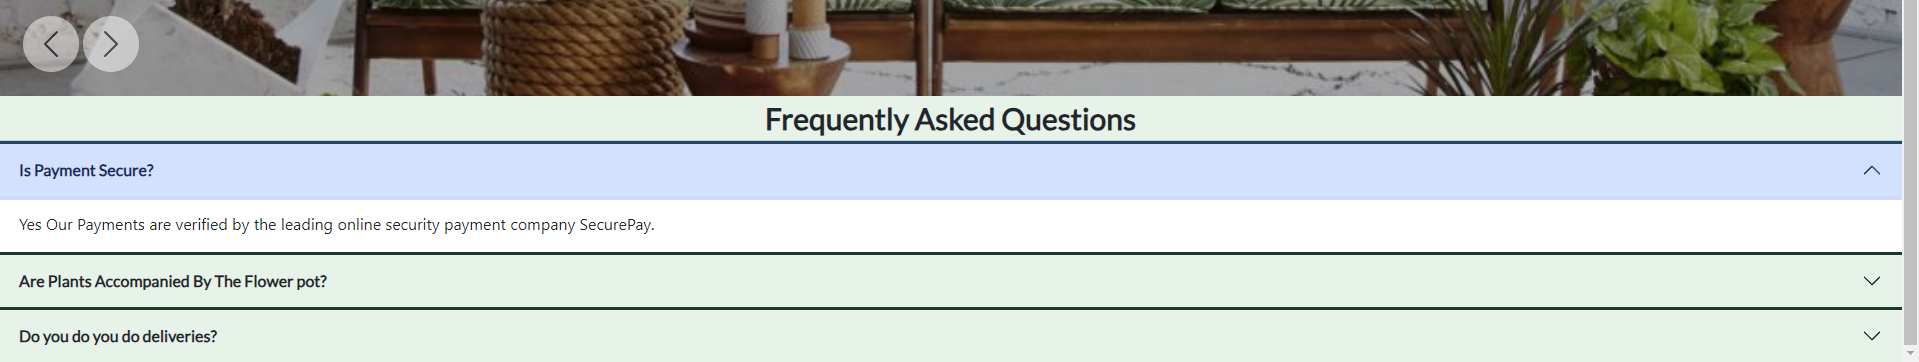 Frequently Asked Questions
Is Payment Secure?
Yes Our Payments are verified by the leading online security payment company SecurePay.
Are Plants Accompanied By The Flower pot?
Do you do you do deliveries?